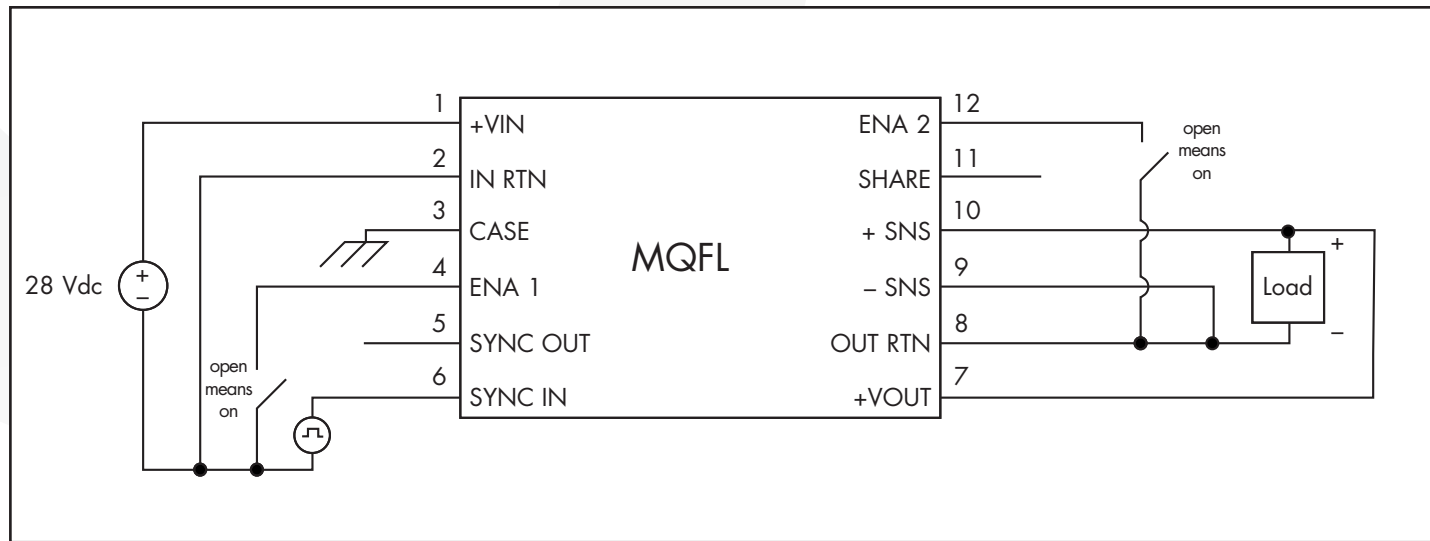 1
+VIN
2
IN RTN
3
CASE
4
ENA 1
5
SYNC OUT
6
SYNC IN
28 Vdc
+
–
open
means
on
MQFL
12
ENA 2
11
SHARE
10
+ SNS
9
– SNS
8
OUT RTN
7
+VOUT
open
means
on
Load
+
–